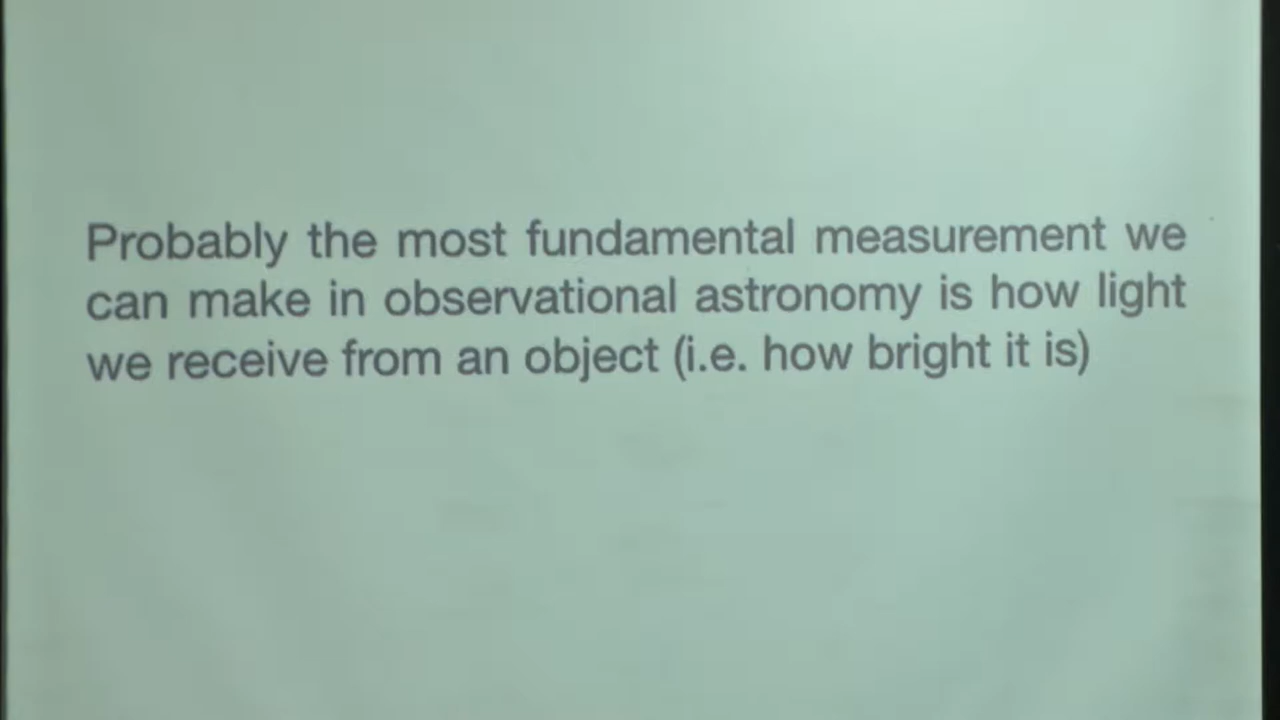 Probably the most fundamental measurement we
can make in observational astronomy is how light
we receive from an object (i.e. how bright it is)